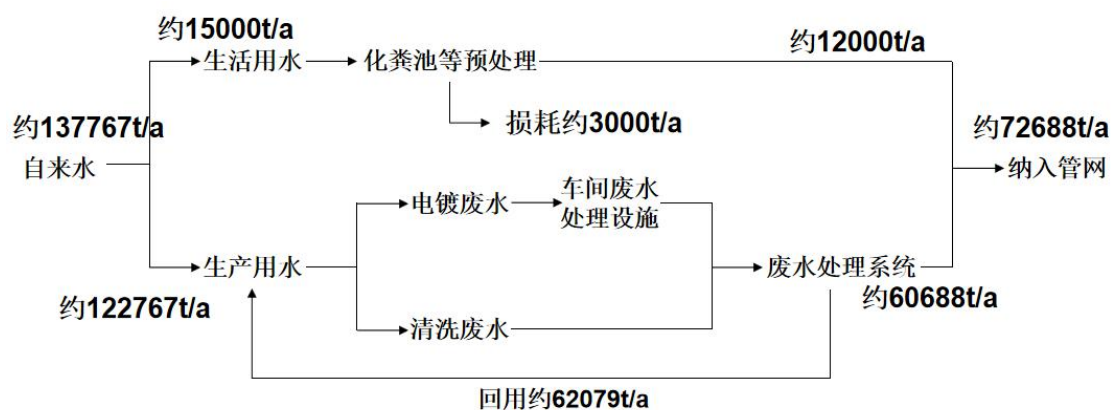 约15000t/a
生活用水
化粪池等预处理
约12000t/a
损耗约3000t/a
约137767t/a
自来水
约72688t/a
纳入管网
电镀废水
车间废水
处理设施
生产用水
约122767t/a
废水处理系统
约60688t/a
清洗废水
回用约62079t/a